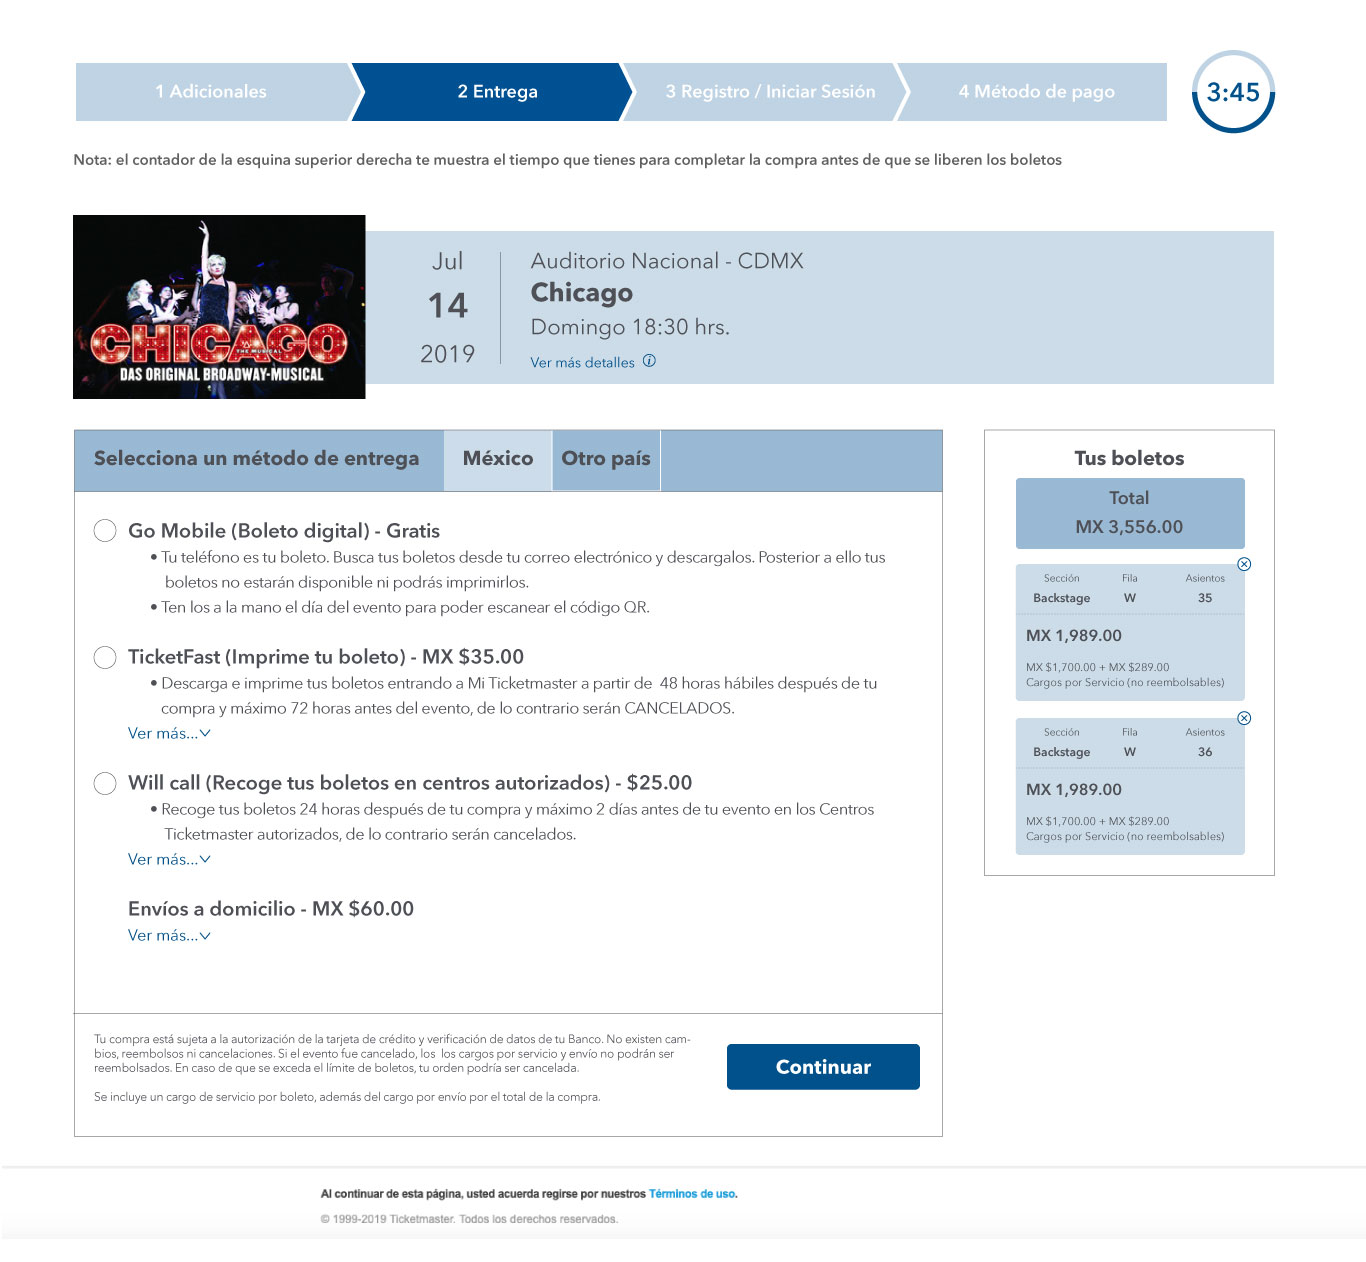 1 Adicionales
2 Entrega
3 Registro / Iniciar Sesión
4 Método de pago
3:45
Nota: el contador de la esquina superior derecha te muestra el tiempo que tienes para completar la compra antes de que se liberen los boletos
CHICAGO
THE MUSICAL
DAS ORIGINAL BROADWAY-MUSICAL
Jul
14
2019
Auditorio Nacional - CDMX
Chicago
Domingo 18:30 hrs.
Ver más detalles
Selecciona un método de entrega
México
Otro país
Go Mobile (Boleto digital) - Gratis
• Tu teléfono es tu boleto. Busca tus boletos desde tu correo electrónico y descargalos. Posterior a ello tus
boletos no estarán disponible ni podrás imprimirlos.
• Ten los a la mano el día del evento para poder escanear el código QR.
TicketFast (Imprime tu boleto) - MX $35.00
• Descarga e imprime tus boletos entrando a Mi Ticketmaster a partir de 48 horas hábiles después de tu
compra y máximo 72 horas antes del evento, de lo contrario serán CANCELADOS.
Ver más...
Will call (Recoge tus boletos en centros autorizados) - $25.00
• Recoge tus boletos 24 horas después de tu compra y máximo 2 días antes de tu evento en los Centros
Ticketmaster autorizados, de lo contrario serán cancelados.
Ver más...
Envíos a domicilio - MX $60.00
Ver más...
Tu compra está sujeta a la autorización de la tarjeta de crédito y verificación de datos de tu Banco. No existen cam-
bios, reembolsos ni cancelaciones. Si el evento fue cancelado, los los cargos por servicio y envío no podrán ser
reembolsados. En caso de que se exceda el límite de boletos, tu orden podría ser cancelada.
Se incluye un cargo de servicio por boleto, además del cargo por envío por el total de la compra.
Continuar
Tus boletos
Total
MX 3,556.00
Sección Fila Asientos
Backstage W 35
MX 1,989.00
MX $1,700.00 + MX $289.00
Cargos por Servicio (no reembolsables)
Sección Fila Asientos
Backstage W 36
MX 1,989.00
MX $1,700.00 + MX $289.00
Cargos por Servicio (no reembolsables)
Al continuar de esta página, usted acuerda regirse por nuestros Términos de uso.
© 1999-2019 Ticketmaster. Todos los derechos reservados.